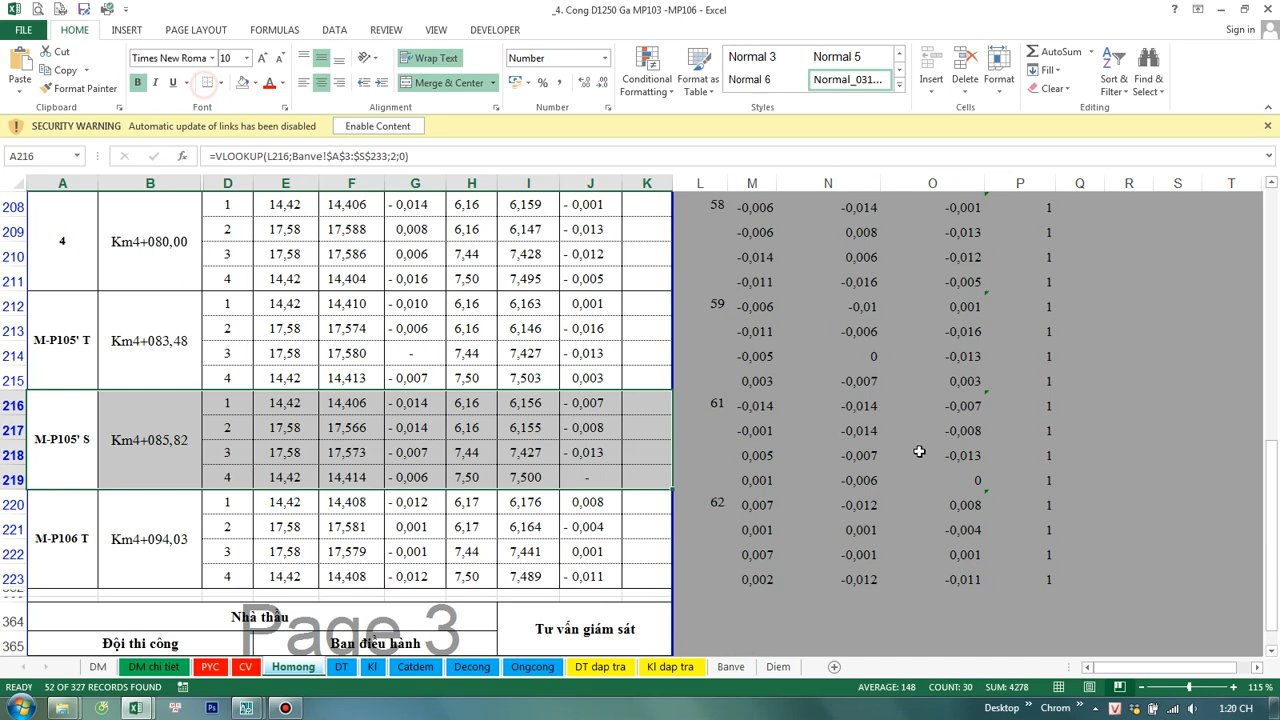 _4. Cong D1250 Ga MP103 -MP106 - Excel
FILE HOME INSERT PAGE LAYOUT FORMULAS DATA REVIEW VIEW DEVELOPER Sign in
Paste Cut Copy Format Painter Clipboard
Times New Roma 10 B I U Font
Wrap Text Merge & Center Alignment
Number % Number
Conditional Formatting Format as Table Normal 3 Normal 5 Normal 6 Normal_031... Styles
Insert Delete Format Cells
AutoSum Fill Clear Sort & Filter Find & Select Editing
SECURITY WARNING Automatic update of links has been disabled Enable Content
A216 fx =VLOOKUP(L216;Banve!$A$3:$S$233;2;0)
A B D E F G H I J K L M N O P Q R S T
208 1 14,42 14,406 - 0,014 6,16 6,159 - 0,001 58 -0,006 -0,014 -0,001 1
209 4 Km4+080,00 2 17,58 17,588 0,008 6,16 6,147 - 0,013 -0,006 0,008 -0,013 1
210 3 17,58 17,586 0,006 7,44 7,428 - 0,012 -0,014 0,006 -0,012 1
211 4 14,42 14,404 - 0,016 7,50 7,495 - 0,005 -0,011 -0,016 -0,005 1
212 1 14,42 14,410 - 0,010 6,16 6,163 0,001 59 -0,006 -0,01 0,001 1
213 M-P105' T Km4+083,48 2 17,58 17,574 - 0,006 6,16 6,146 - 0,016 -0,011 -0,006 -0,016 1
214 3 17,58 17,580 - 7,44 7,427 - 0,013 -0,005 0 -0,013 1
215 4 14,42 14,413 - 0,007 7,50 7,503 0,003 0,003 -0,007 0,003 1
216 1 14,42 14,406 - 0,014 6,16 6,156 - 0,007 61 -0,014 -0,014 -0,007 1
217 M-P105' S Km4+085,82 2 17,58 17,566 - 0,014 6,16 6,155 - 0,008 -0,001 -0,014 -0,008 1
218 3 17,58 17,573 - 0,007 7,44 7,427 - 0,013 0,005 -0,007 -0,013 1
219 4 14,42 14,414 - 0,006 7,50 7,500 - 0,001 -0,006 0 1
220 1 14,42 14,408 - 0,012 6,17 6,176 0,008 62 0,007 -0,012 0,008 1
221 M-P106 T Km4+094,03 2 17,58 17,581 0,001 6,17 6,164 - 0,004 0,001 0,001 -0,004 1
222 3 17,58 17,579 - 0,001 7,44 7,441 0,001 0,007 -0,001 0,001 1
223 4 14,42 14,408 - 0,012 7,50 7,489 - 0,011 0,002 -0,012 -0,011 1
364 Nhà thầu Tư vấn giám sát
Page 3
365 Đội thi công Ban điều hành
DM DM chi tiet PYC CV Homong DT Kl Catdem Decong Ongcong DT dap tra Kl dap tra Banve Diem
READY 52 OF 327 RECORDS FOUND AVERAGE: 148 COUNT: 30 SUM: 4278 115 %
Desktop Chrom 1:20 CH